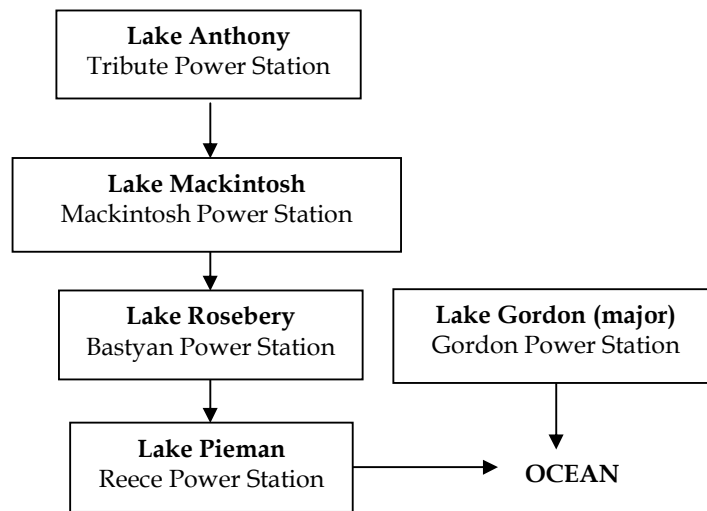 Lake Anthony
Tribute Power Station
Lake Mackintosh
Mackintosh Power Station
Lake Rosebery
Bastyan Power Station
Lake Gordon (major)
Gordon Power Station
Lake Pieman
Reece Power Station
OCEAN